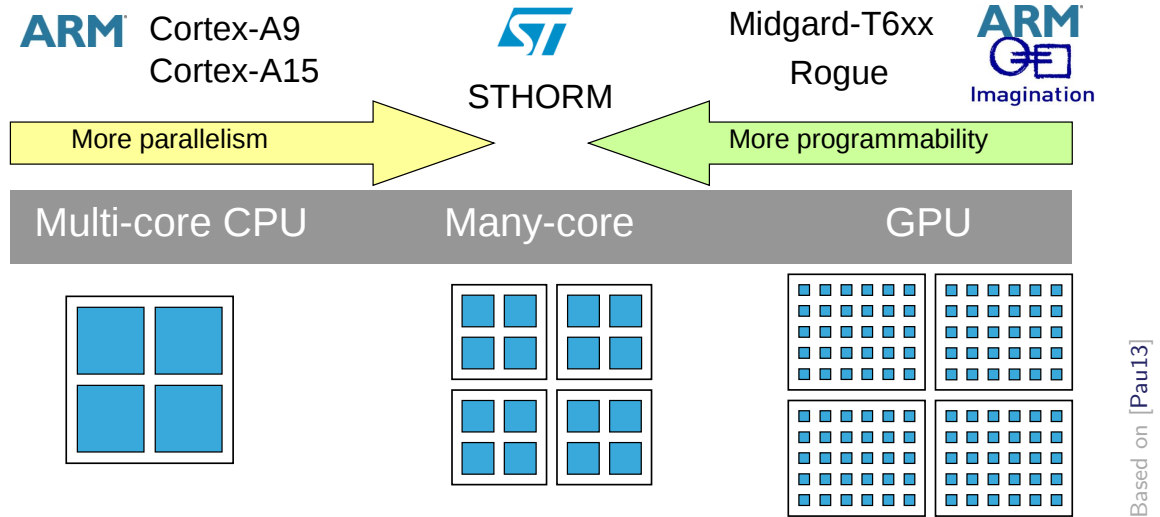 ARM
Cortex-A9
Cortex-A15
ST
STHORM
Midgard-T6xx
Rogue
ARM
Imagination
More parallelism
More programmability
Multi-core CPU
Many-core
GPU
Based on [Pau13]